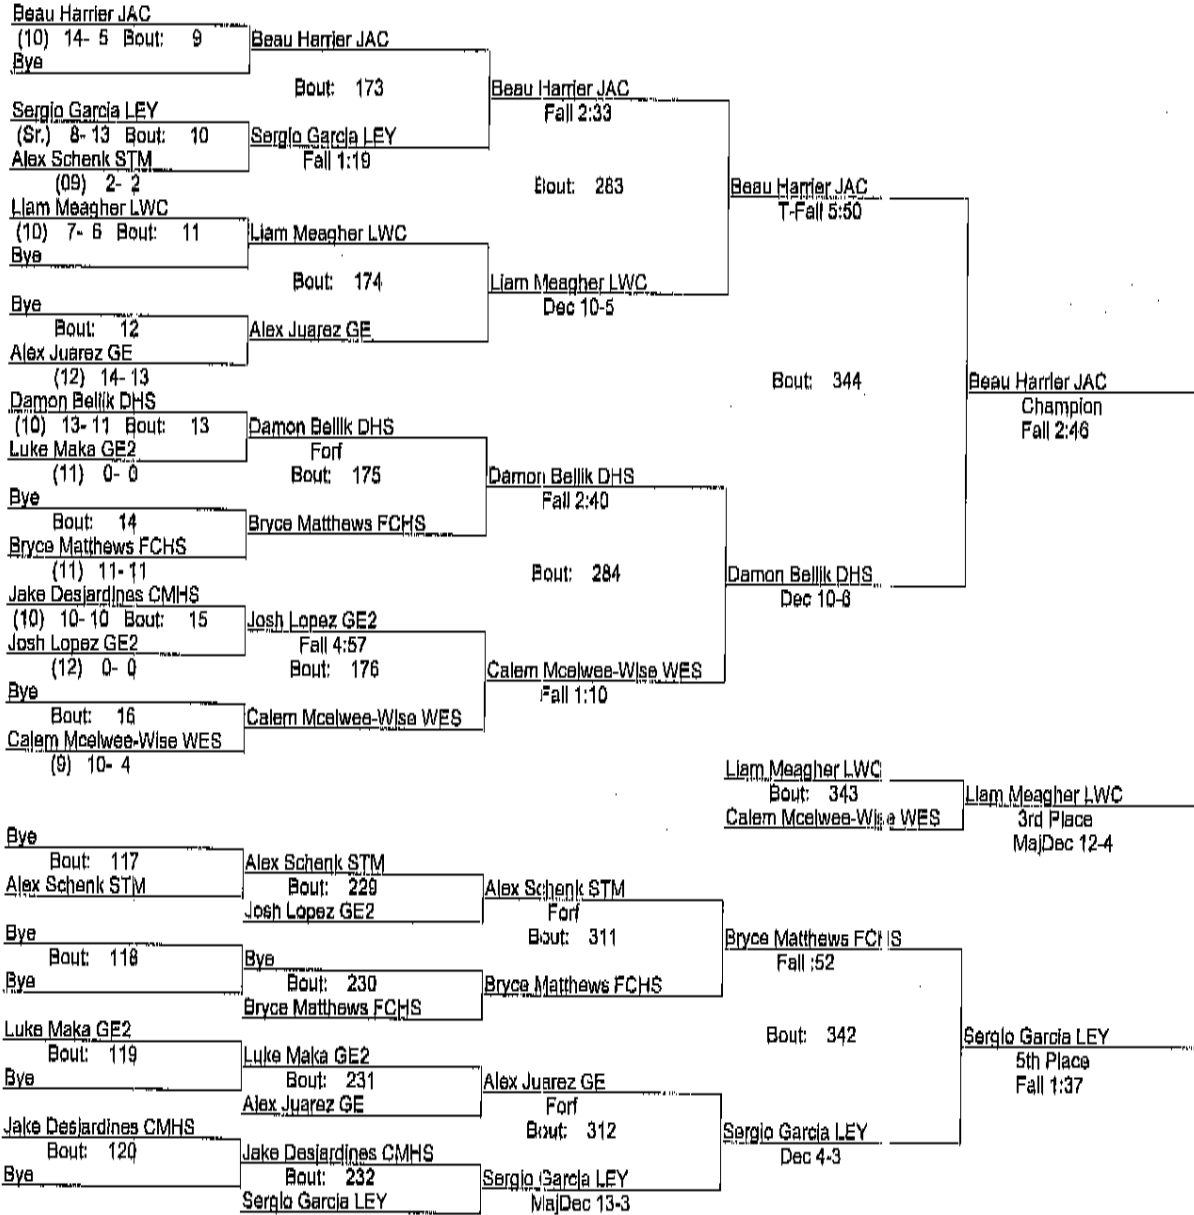 Beau Harrier JAC
(10) 14- 5 Bout: 9
Bye
Beau Harrier JAC
Bout: 173
Sergio Garcia LEY
(Sr.) 8- 13 Bout: 10
Alex Schenk STM
(09) 2- 2
Sergio Garcia LEY
Fall 1:19
Beau Harrier JAC
Fall 2:33
Bout: 283
Liam Meagher LWC
(10) 7- 6 Bout: 11
Bye
Liam Meagher LWC
Bout: 174
Bye
Bout: 12
Alex Juarez GE
(12) 14- 13
Alex Juarez GE
Liam Meagher LWC
Dec 10-5
Beau Harrier JAC
T-Fall 5:50
Bout: 344
Damon Bellik DHS
(10) 13- 11 Bout: 13
Luke Maka GE2
(11) 0- 0
Damon Bellik DHS
Forf
Bout: 175
Bye
Bout: 14
Bryce Matthews FCHS
(11) 11- 11
Bryce Matthews FCHS
Damon Bellik DHS
Fall 2:40
Bout: 284
Jake Desjardines CMHS
(10) 10- 10 Bout: 15
Josh Lopez GE2
(12) 0- 0
Josh Lopez GE2
Fall 4:57
Bout: 176
Bye
Bout: 16
Calem Mcelwee-Wise WES
(9) 10- 4
Calem Mcelwee-Wise WES
Calem Mcelwee-Wise WES
Fall 1:10
Damon Bellik DHS
Dec 10-6
Beau Harrier JAC
Champion
Fall 2:46
Liam Meagher LWC
Bout: 343
Calem Mcelwee-Wise WES
Liam Meagher LWC
3rd Place
MajDec 12-4
Bye
Bout: 117
Alex Schenk STM
Alex Schenk STM
Bout: 229
Josh Lopez GE2
Alex Schenk STM
Forf
Bout: 311
Bye
Bout: 118
Bye
Bye
Bout: 230
Bryce Matthews FCHS
Bryce Matthews FCHS
Bryce Matthews FCHS
Fall :52
Bout: 342
Luke Maka GE2
Bout: 119
Bye
Luke Maka GE2
Bout: 231
Alex Juarez GE
Alex Juarez GE
Forf
Bout: 312
Jake Desjardines CMHS
Bout: 120
Bye
Jake Desjardines CMHS
Bout: 232
Sergio Garcia LEY
Sergio Garcia LEY
MajDec 13-3
Sergio Garcia LEY
Dec 4-3
Sergio Garcia LEY
5th Place
Fall 1:37